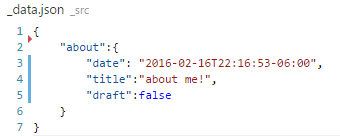 _data.json _src
1 {
2     "about":{
3         "date": "2016-02-16T22:16:53-06:00",
4         "title":"about me!",
5         "draft":false
6     }
7 }